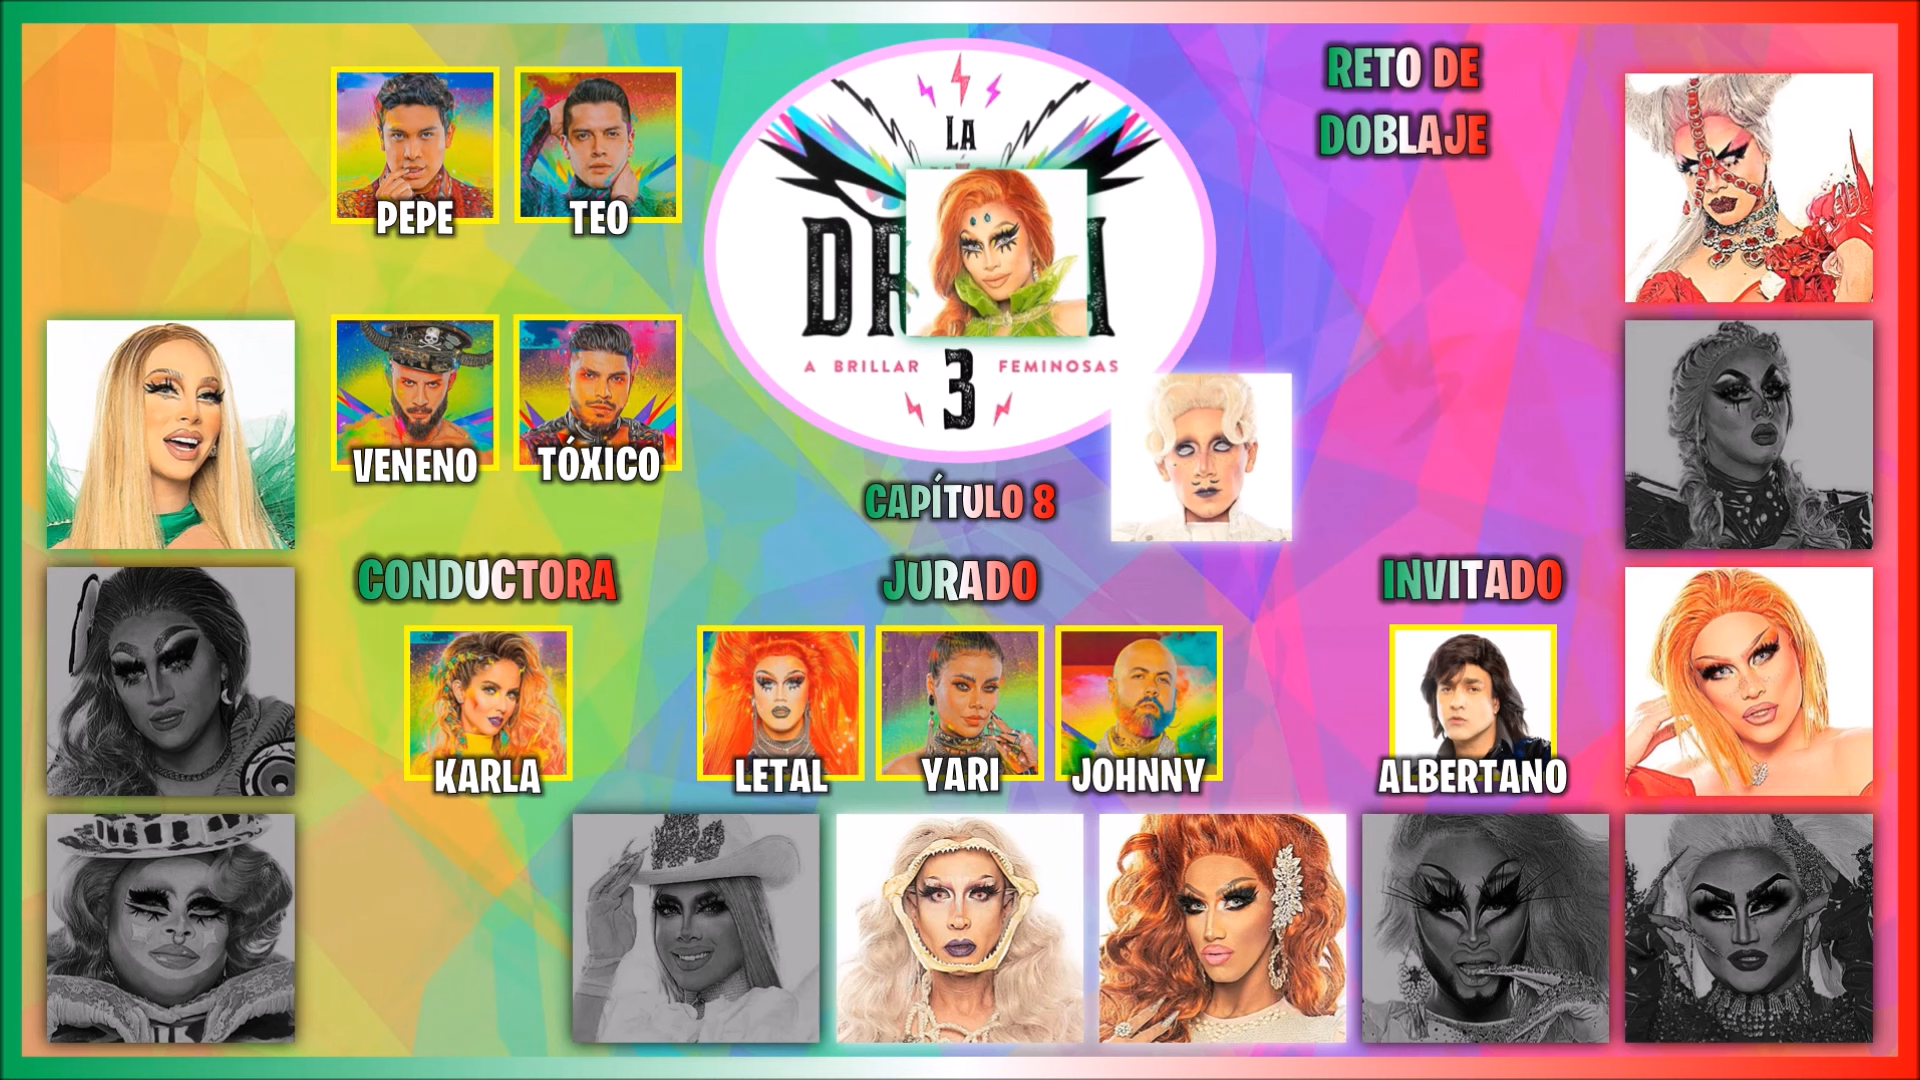 RETO DE
DOBLAJE
LA
DR A
A BRILLAR FEMINOSAS
3
PEPE
TEO
VENENO
TÓXICO
CAPÍTULO 8
CONDUCTORA
JURADO
INVITADO
KARLA
LETAL
YARI
JOHNNY
ALBERTANO